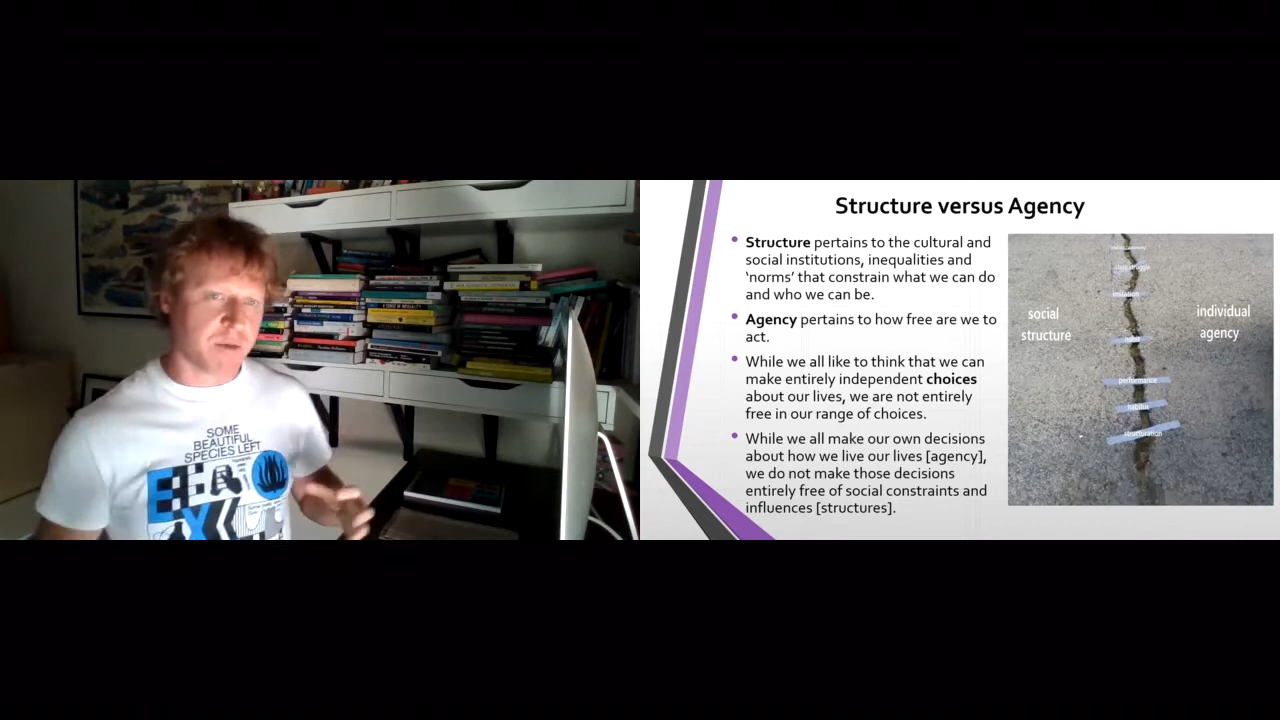 SOME
BEAUTIFUL
SPECIES LEFT
EX
Structure versus Agency
Structure pertains to the cultural and
social institutions, inequalities and
‘norms’ that constrain what we can do
and who we can be.
Agency pertains to how free are we to
act.
While we all like to think that we can
make entirely independent choices
about our lives, we are not entirely
free in our range of choices.
While we all make our own decisions
about how we live our lives [agency],
we do not make those decisions
entirely free of social constraints and
influences [structures].
social
structure
individual
agency
imitation
performance
habitus
structuration